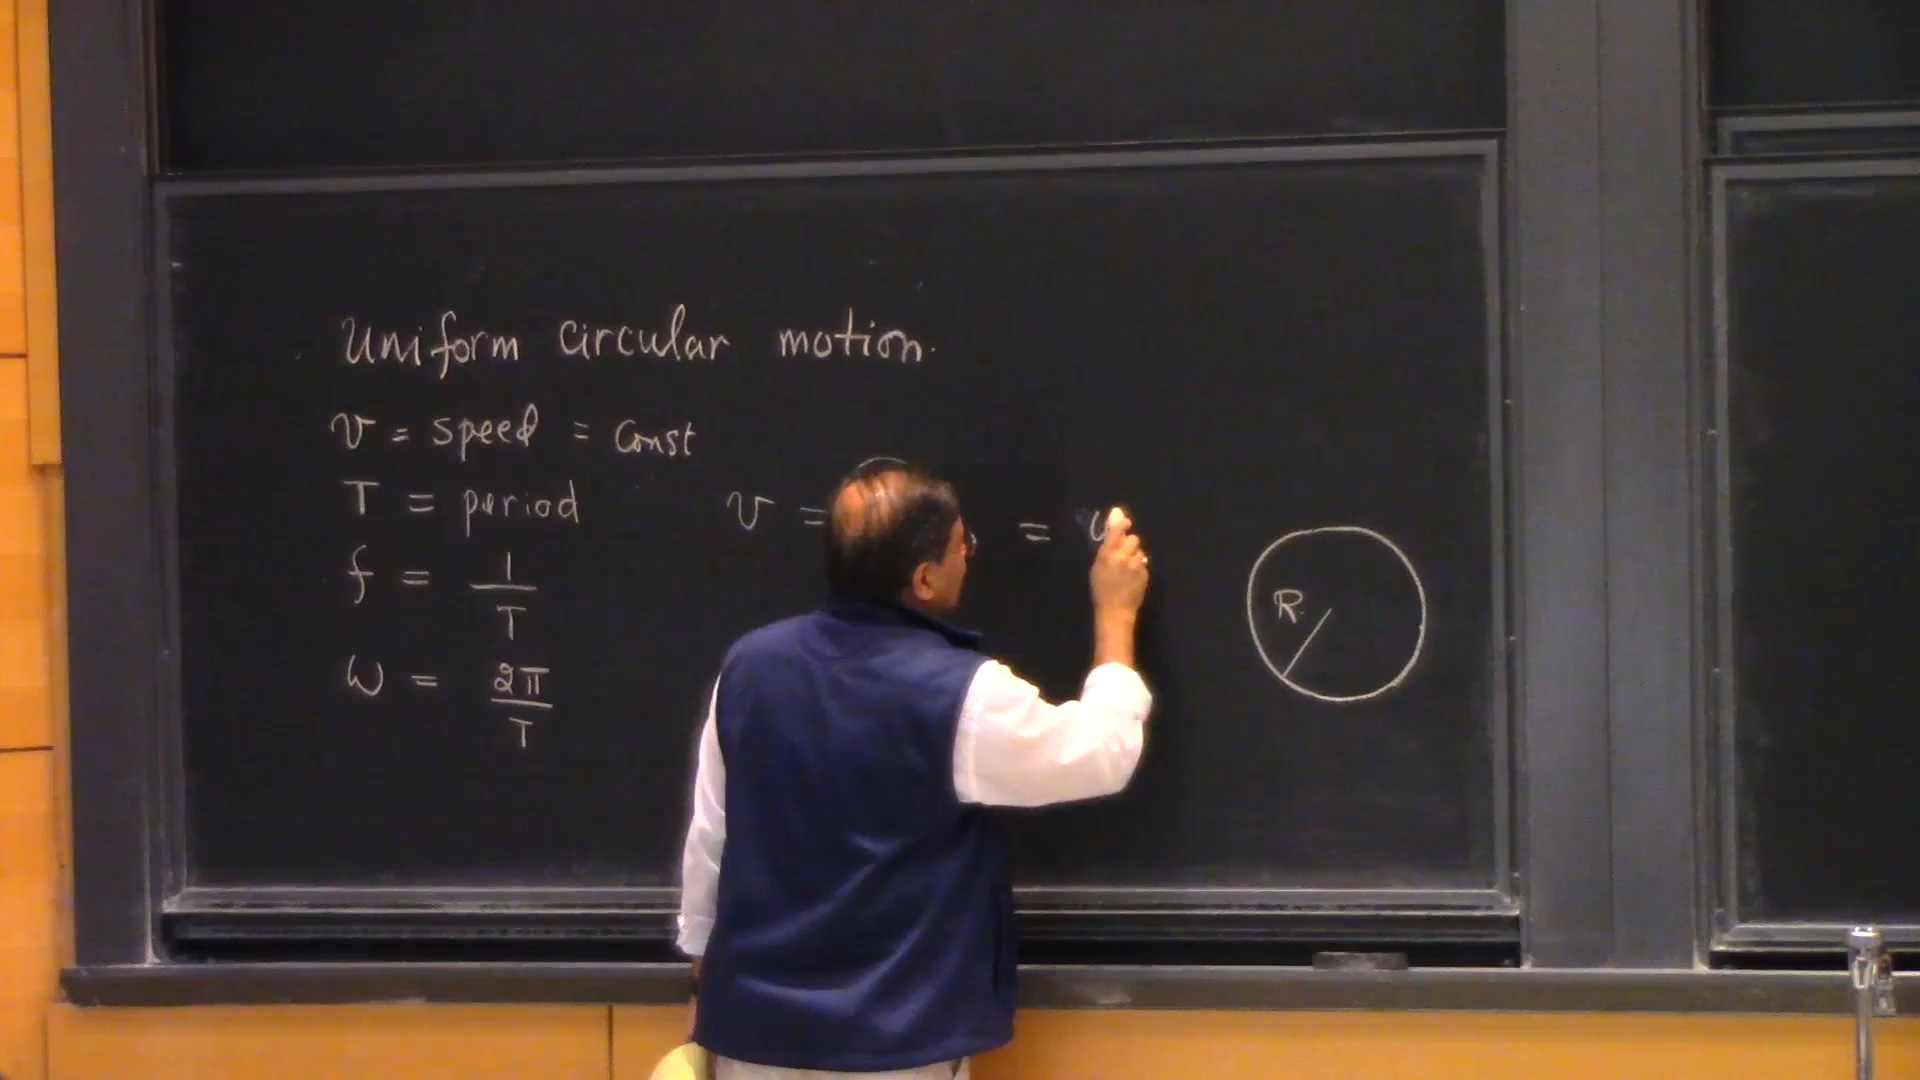 Uniform circular motion.
v = speed = const
T = period
v =
=
f = 1/T
ω = 2π/T
R